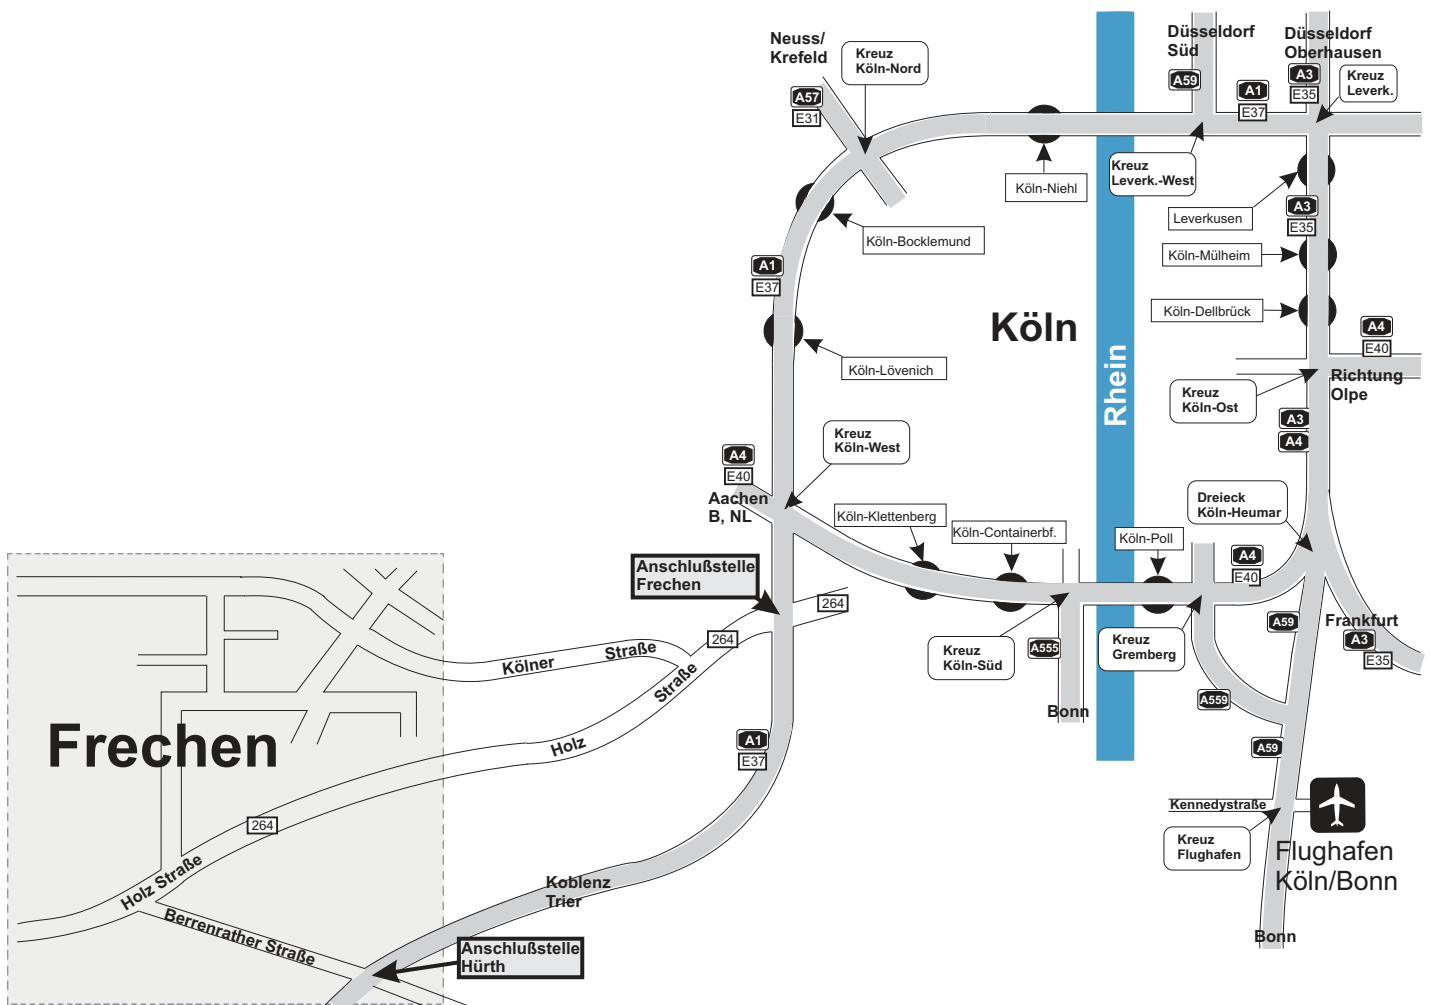 Neuss/
Krefeld
Kreuz
Köln-Nord
Düsseldorf
Süd
Düsseldorf
Oberhausen
A57
E31
A59
A1
E37
A3
E35
Kreuz
Leverk.
Köln-Niehl
Kreuz
Leverk.-West
Leverkusen
A3
E35
Köln-Bocklemund
Köln-Mülheim
A1
E37
Köln-Dellbrück
Köln
Rhein
A4
E40
Köln-Lövenich
Richtung
Olpe
Kreuz
Köln-Ost
A3
A4
Kreuz
Köln-West
A4
E40
Aachen
B, NL
Köln-Klettenberg
Köln-Containerbf.
Köln-Poll
Dreieck
Köln-Heumar
A4
E40
Anschlußstelle
Frechen
264
264
Kölner Straße
Holz Straße
Kreuz
Köln-Süd
A555
Kreuz
Gremberg
A59
Frankfurt
A3
E35
A559
Bonn
Frechen
A1
E37
A59
Kennedystraße
Kreuz
Flughafen
Flughafen
Köln/Bonn
264
Holz Straße
Berrenrather Straße
Koblenz
Trier
Anschlußstelle
Hürth
Bonn